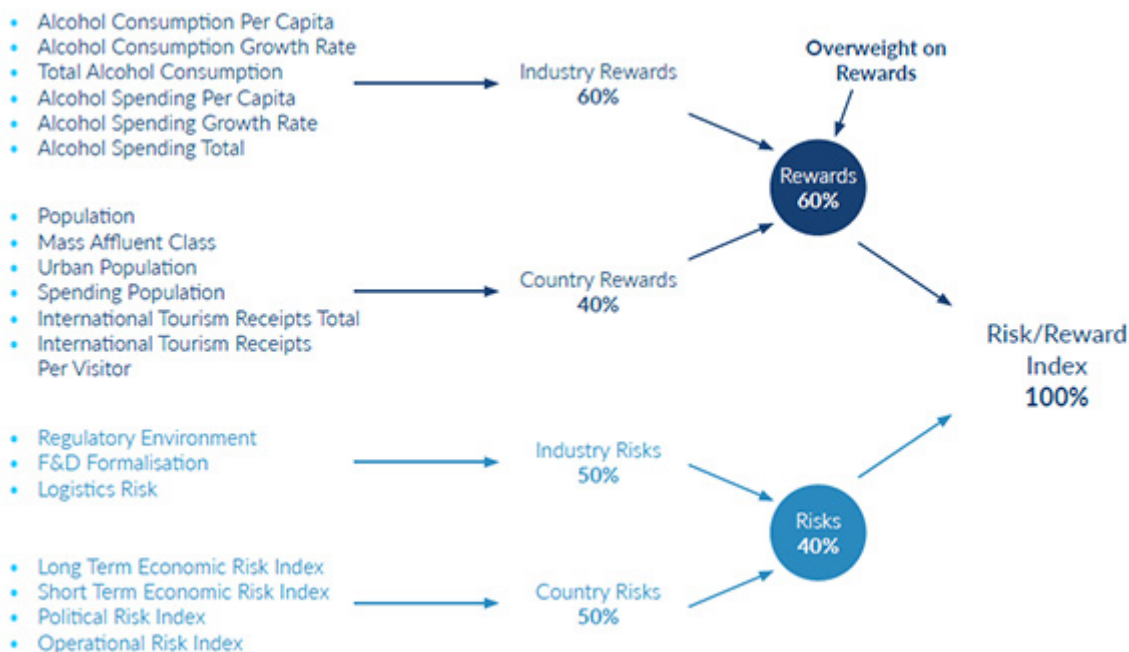 Alcohol Consumption Per Capita
Alcohol Consumption Growth Rate
Total Alcohol Consumption
Alcohol Spending Per Capita
Alcohol Spending Growth Rate
Alcohol Spending Total
Industry Rewards
60%
Overweight on
Rewards
Rewards
60%
Population
Mass Affluent Class
Urban Population
Spending Population
International Tourism Receipts Total
International Tourism Receipts
Per Visitor
Country Rewards
40%
Risk/Reward
Index
100%
Regulatory Environment
F&D Formalisation
Logistics Risk
Industry Risks
50%
Risks
40%
Long Term Economic Risk Index
Short Term Economic Risk Index
Political Risk Index
Operational Risk Index
Country Risks
50%